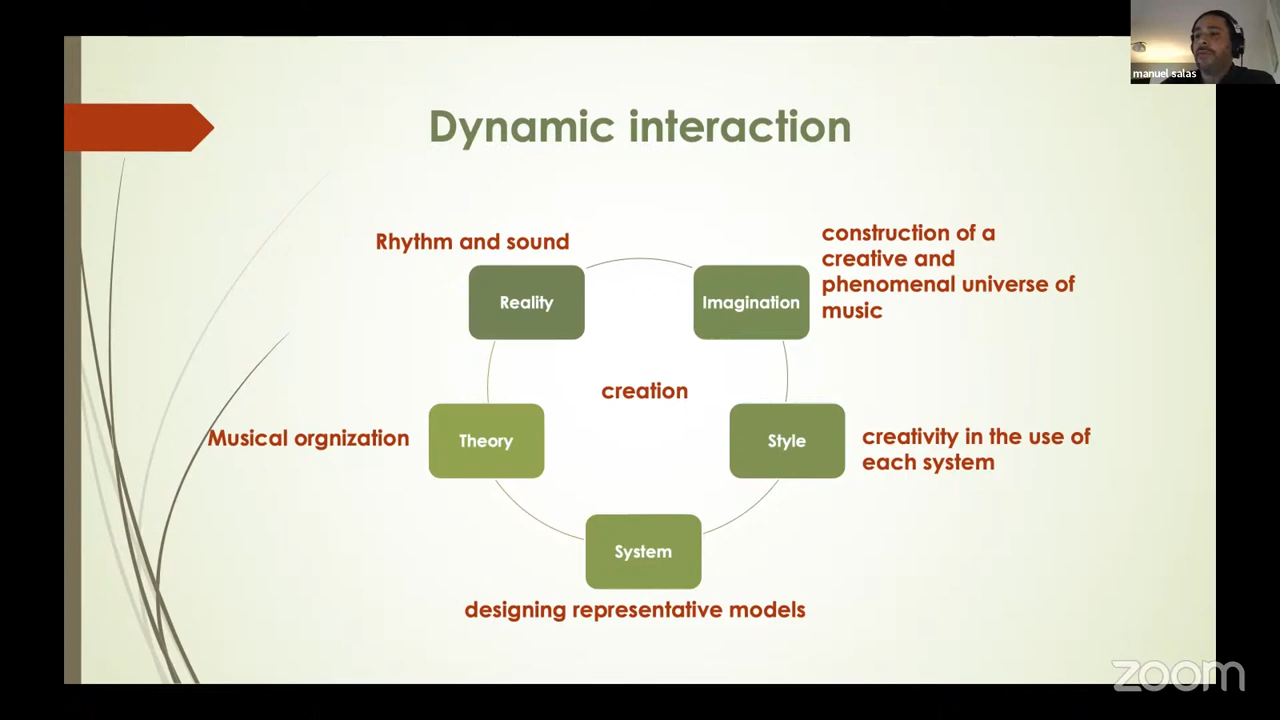 manuel salas
Dynamic interaction
Rhythm and sound
construction of a
creative and
phenomenal universe of
music
Reality
Imagination
creation
Musical orgnization
Theory
Style
creativity in the use of
each system
System
designing representative models
zoom